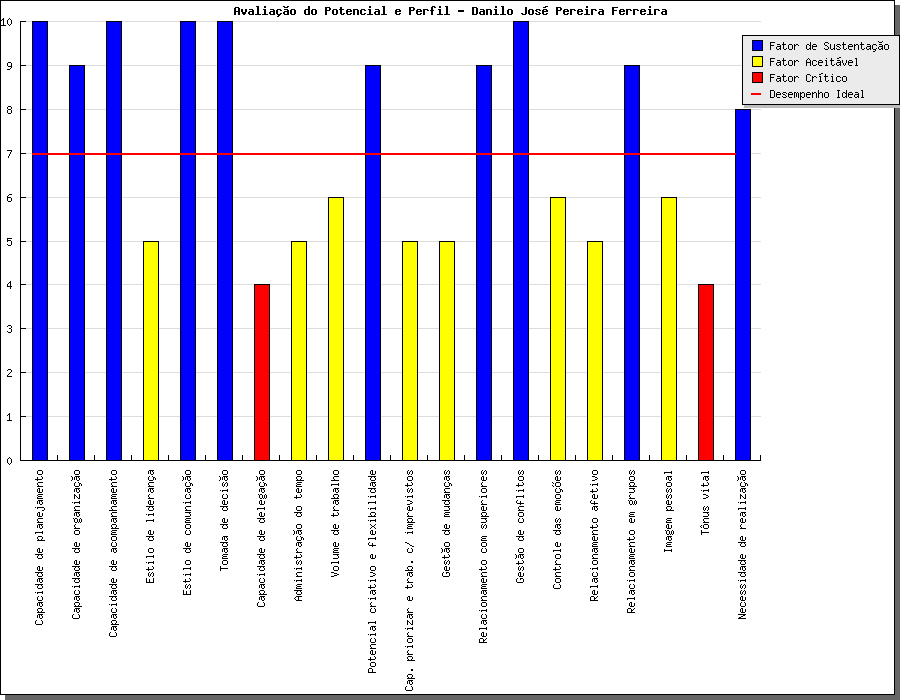 Avaliação do Potencial e Perfil - Danilo José Pereira Ferreira
Fator de Sustentação
Fator Aceitável
Fator Crítico
Desempenho Ideal
10
9
8
7
6
5
4
3
2
1
0
Capacidade de planejamento
Capacidade de organização
Capacidade de acompanhamento
Estilo de liderança
Estilo de comunicação
Tomada de decisão
Capacidade de delegação
Administração do tempo
Volume de trabalho
Potencial criativo e flexibilidade
Cap. priorizar e trab. c/ imprevistos
Gestão de mudanças
Relacionamento com superiores
Gestão de conflitos
Controle das emoções
Relacionamento afetivo
Relacionamento em grupos
Imagem pessoal
Tônus vital
Necessidade de realização